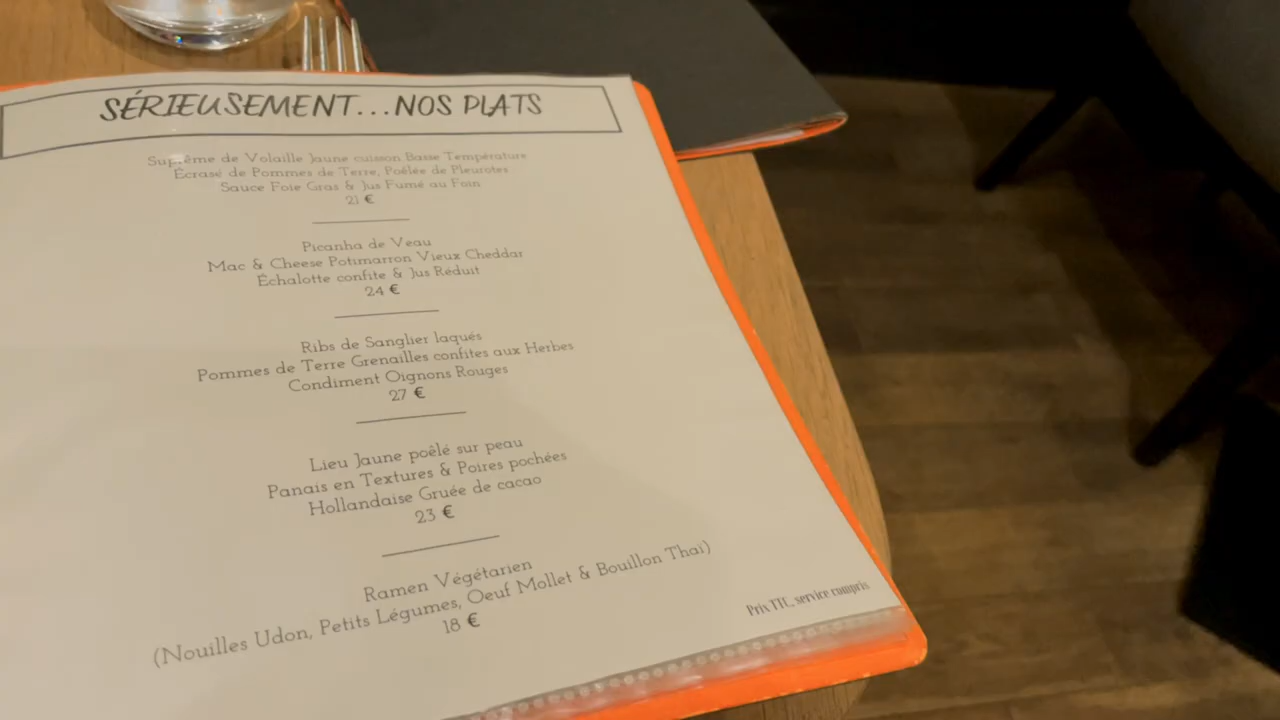 SÉRIEUSEMENT...NOS PLATS
Suprême de Volaille Jaune cuisson Basse Température
Écrasé de Pommes de Terre, Poêlée de Pleurotes
Sauce Foie Gras & Jus Fumé au Foin
21 €
Picanha de Veau
Mac & Cheese Potimarron Vieux Cheddar
Échalotte confite & Jus Réduit
24 €
Ribs de Sanglier laqués
Pommes de Terre Grenailles confites aux Herbes
Condiment Oignons Rouges
27 €
Lieu Jaune poêlé sur peau
Panais en Textures & Poires pochées
Hollandaise Gruée de cacao
23 €
Ramen Végétarien
(Nouilles Udon, Petits Légumes, Oeuf Mollet & Bouillon Thaï)
18 €
Prix TTC, service compris